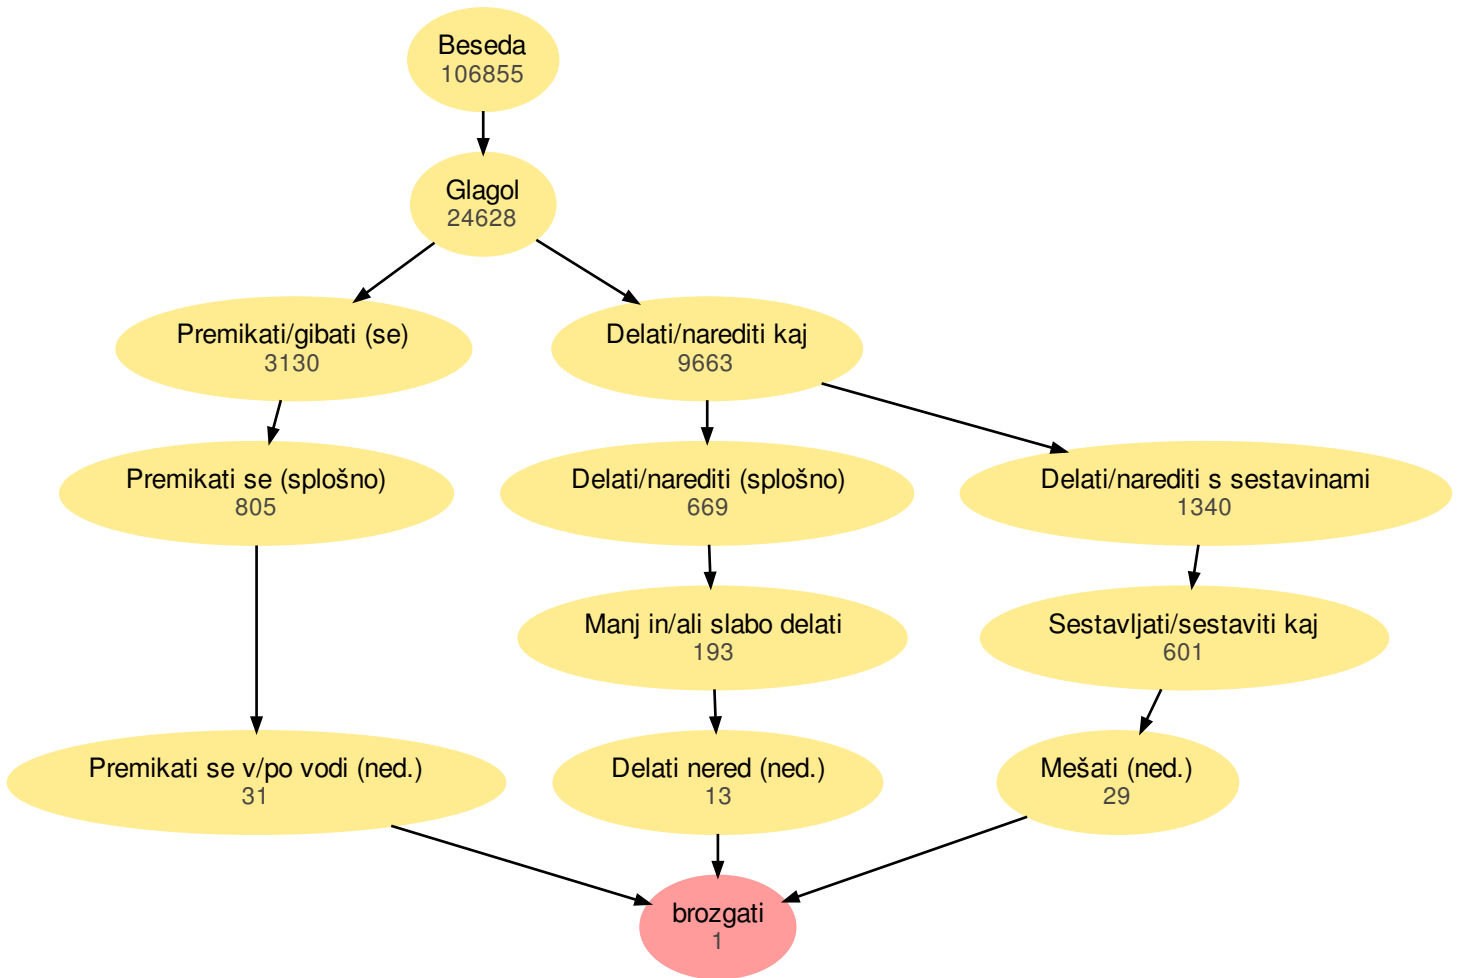 Beseda
106855
Glagol
24628
Premikati/gibati (se)
3130
Delati/narediti kaj
9663
Premikati se (splošno)
805
Delati/narediti (splošno)
669
Delati/narediti s sestavinami
1340
Manj in/ali slabo delati
193
Sestavljati/sestaviti kaj
601
Premikati se v/po vodi (ned.)
31
Delati nered (ned.)
13
Mešati (ned.)
29
brozgati
1